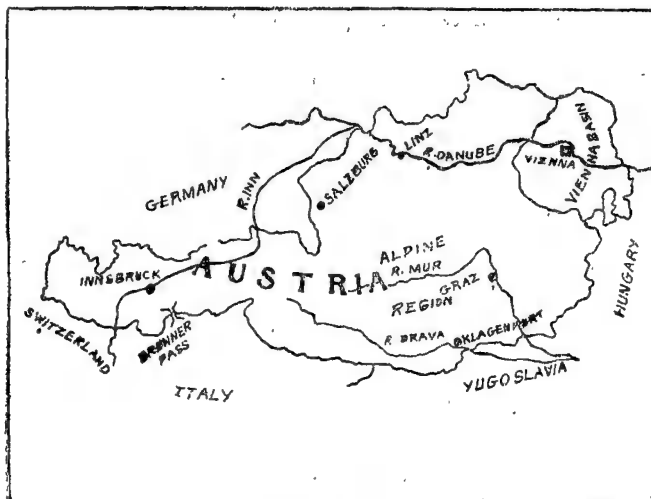 LINZ
R.DANUBE
VIENNA
VIENNA BASIN
GERMANY
R.INN
SALZBURG
HUNGARY
ALPINE
R. MUR
INNSBRUCK
AUSTRIA
GRAZ
REGION
SWITZERLAND
BRENNER
PASS
R DRAVA
KLAGENFURT
YUGOSLAVIA
ITALY